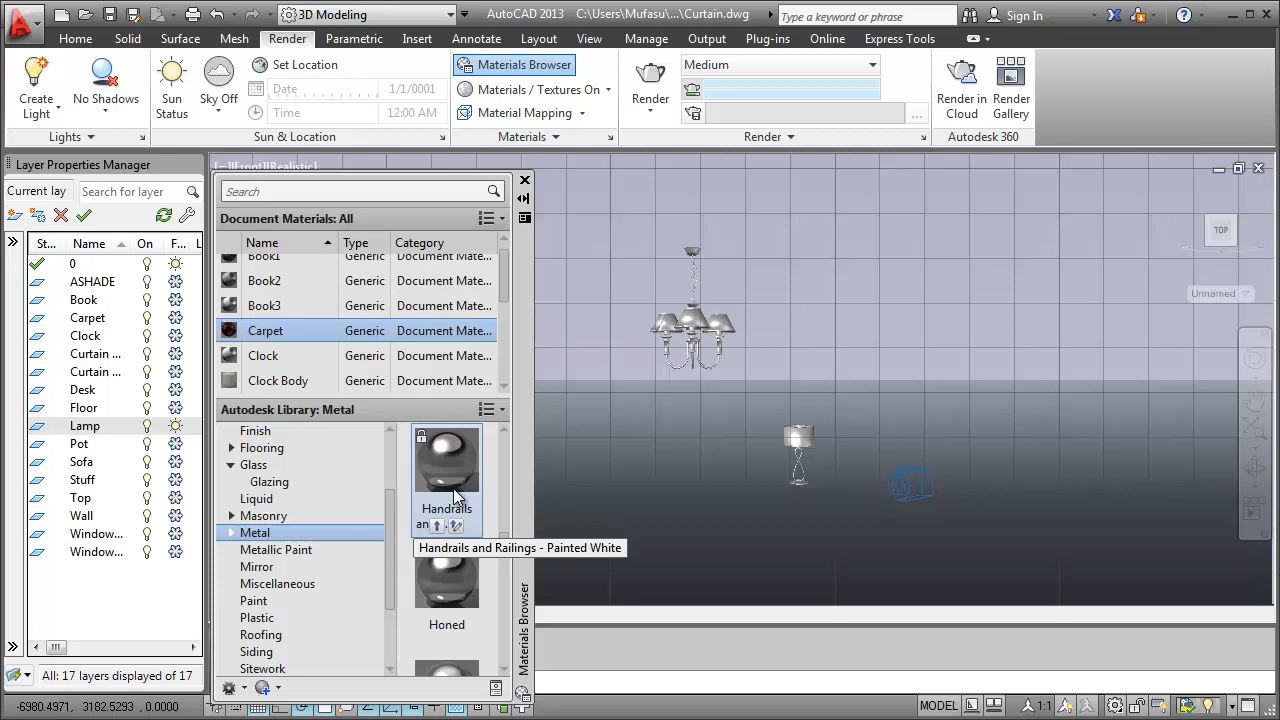 3D Modeling
AutoCAD 2013 C:\Users\Mufasu\...\Curtain.dwg
Type a keyword or phrase
Sign In
Home Solid Surface Mesh Render Parametric Insert Annotate Layout View Manage Output Plug-ins Online Express Tools
Create Light
No Shadows
Lights
Sun Status
Sky Off
Set Location
Date 1/1/0001
Time 12:00 AM
Sun & Location
Materials Browser
Materials / Textures On
Material Mapping
Materials
Render
Medium
...
Render
Render in Cloud
Render Gallery
Autodesk 360
Layer Properties Manager
Current lay
Search for layer
St... Name On F... L
0
ASHADE
Book
Carpet
Clock
Curtain ...
Curtain ...
Desk
Floor
Lamp
Pot
Sofa
Stuff
Top
Wall
Window...
Window...
All: 17 layers displayed of 17
[−][Front][Realistic]
Search
Document Materials: All
Name Type Category
Book1 Generic Document Mate...
Book2 Generic Document Mate...
Book3 Generic Document Mate...
Carpet Generic Document Mate...
Clock Generic Document Mate...
Clock Body Generic Document Mate...
Autodesk Library: Metal
Finish
Flooring
Glass
Glazing
Liquid
Masonry
Metal
Metallic Paint
Mirror
Miscellaneous
Paint
Plastic
Roofing
Siding
Sitework
Handrails
an
Handrails and Railings - Painted White
Honed
Materials Browser
TOP
Unnamed
-6980.4971, 3162.5293, 0.0000
MODEL
1:1